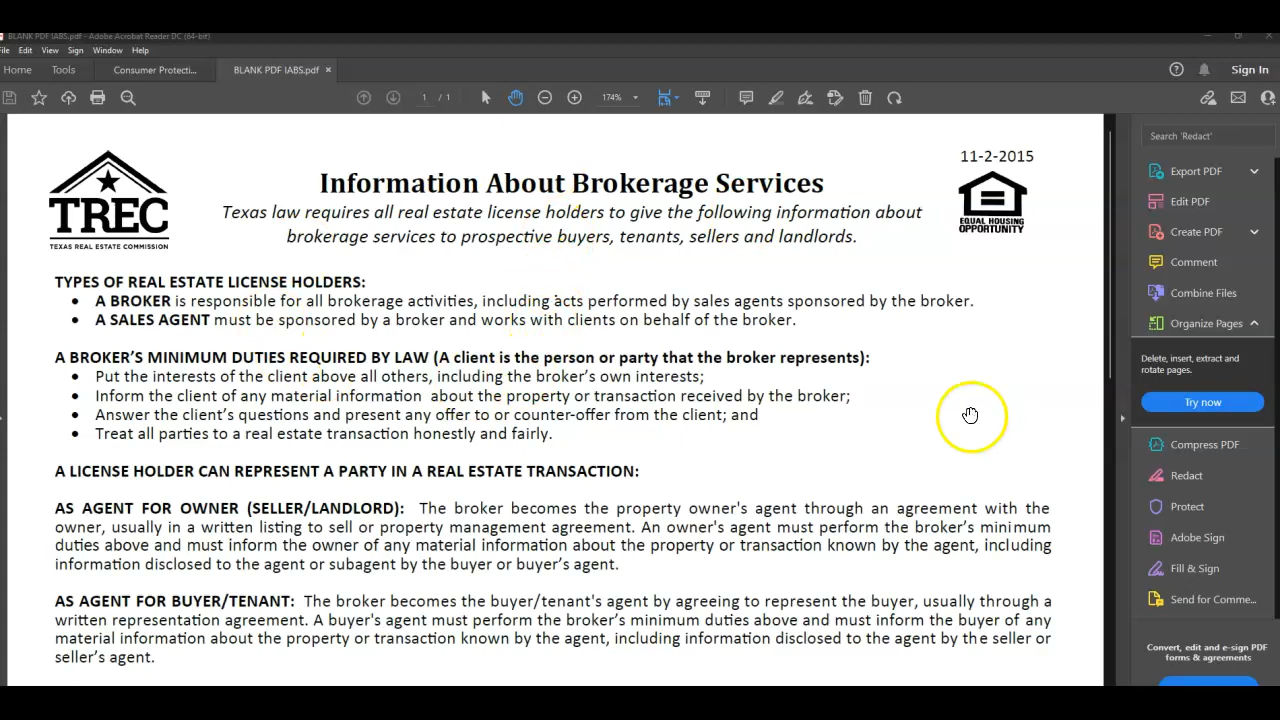 BLANK PDF IABS.pdf - Adobe Acrobat Reader DC (64-bit)
File Edit View Sign Window Help
Home Tools Consumer Protecti... BLANK PDF IABS.pdf × Sign In
1 / 1 174%
Search 'Redact'
11-2-2015
TREC
TEXAS REAL ESTATE COMMISSION
Information About Brokerage Services
EQUAL HOUSING
OPPORTUNITY
Texas law requires all real estate license holders to give the following information about
brokerage services to prospective buyers, tenants, sellers and landlords.
TYPES OF REAL ESTATE LICENSE HOLDERS:
• A BROKER is responsible for all brokerage activities, including acts performed by sales agents sponsored by the broker.
• A SALES AGENT must be sponsored by a broker and works with clients on behalf of the broker.
A BROKER'S MINIMUM DUTIES REQUIRED BY LAW (A client is the person or party that the broker represents):
• Put the interests of the client above all others, including the broker's own interests;
• Inform the client of any material information about the property or transaction received by the broker;
• Answer the client's questions and present any offer to or counter-offer from the client; and
• Treat all parties to a real estate transaction honestly and fairly.
A LICENSE HOLDER CAN REPRESENT A PARTY IN A REAL ESTATE TRANSACTION:
AS AGENT FOR OWNER (SELLER/LANDLORD): The broker becomes the property owner's agent through an agreement with the
owner, usually in a written listing to sell or property management agreement. An owner's agent must perform the broker's minimum
duties above and must inform the owner of any material information about the property or transaction known by the agent, including
information disclosed to the agent or subagent by the buyer or buyer's agent.
AS AGENT FOR BUYER/TENANT: The broker becomes the buyer/tenant's agent by agreeing to represent the buyer, usually through a
written representation agreement. A buyer's agent must perform the broker's minimum duties above and must inform the buyer of any
material information about the property or transaction known by the agent, including information disclosed to the agent by the seller or
seller's agent.
Export PDF
Edit PDF
Create PDF
Comment
Combine Files
Organize Pages
Delete, insert, extract and
rotate pages.
Try now
Compress PDF
Redact
Protect
Adobe Sign
Fill & Sign
Send for Comme...
Convert, edit and e-sign PDF
forms & agreements